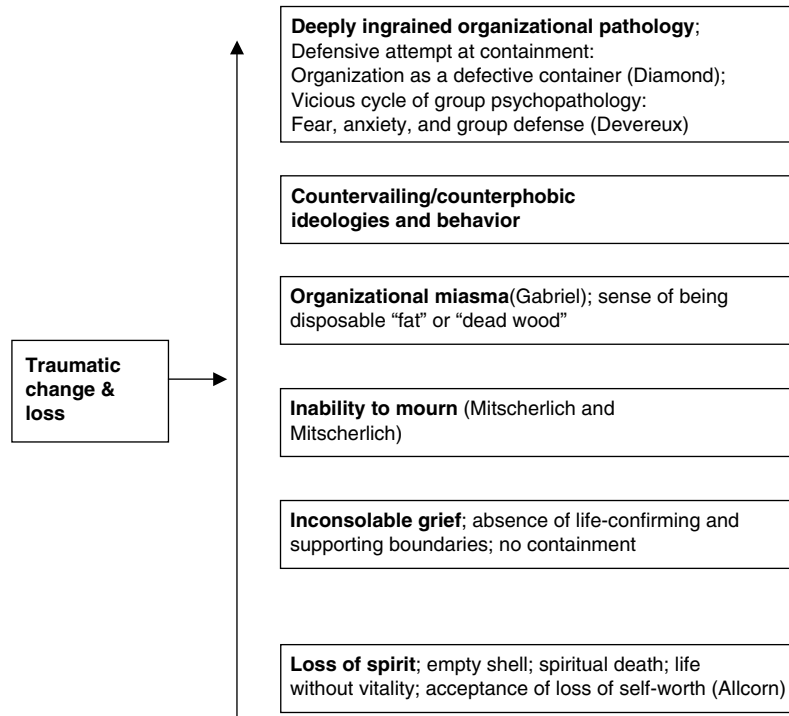 Deeply ingrained organizational pathology;
Defensive attempt at containment:
Organization as a defective container (Diamond);
Vicious cycle of group psychopathology:
Fear, anxiety, and group defense (Devereux)
Countervailing/counterphobic
ideologies and behavior
Organizational miasma(Gabriel); sense of being
disposable “fat” or “dead wood”
Traumatic
change &
loss
Inability to mourn (Mitscherlich and
Mitscherlich)
Inconsolable grief; absence of life-confirming and
supporting boundaries; no containment
Loss of spirit; empty shell; spiritual death; life
without vitality; acceptance of loss of self-worth (Allcorn)